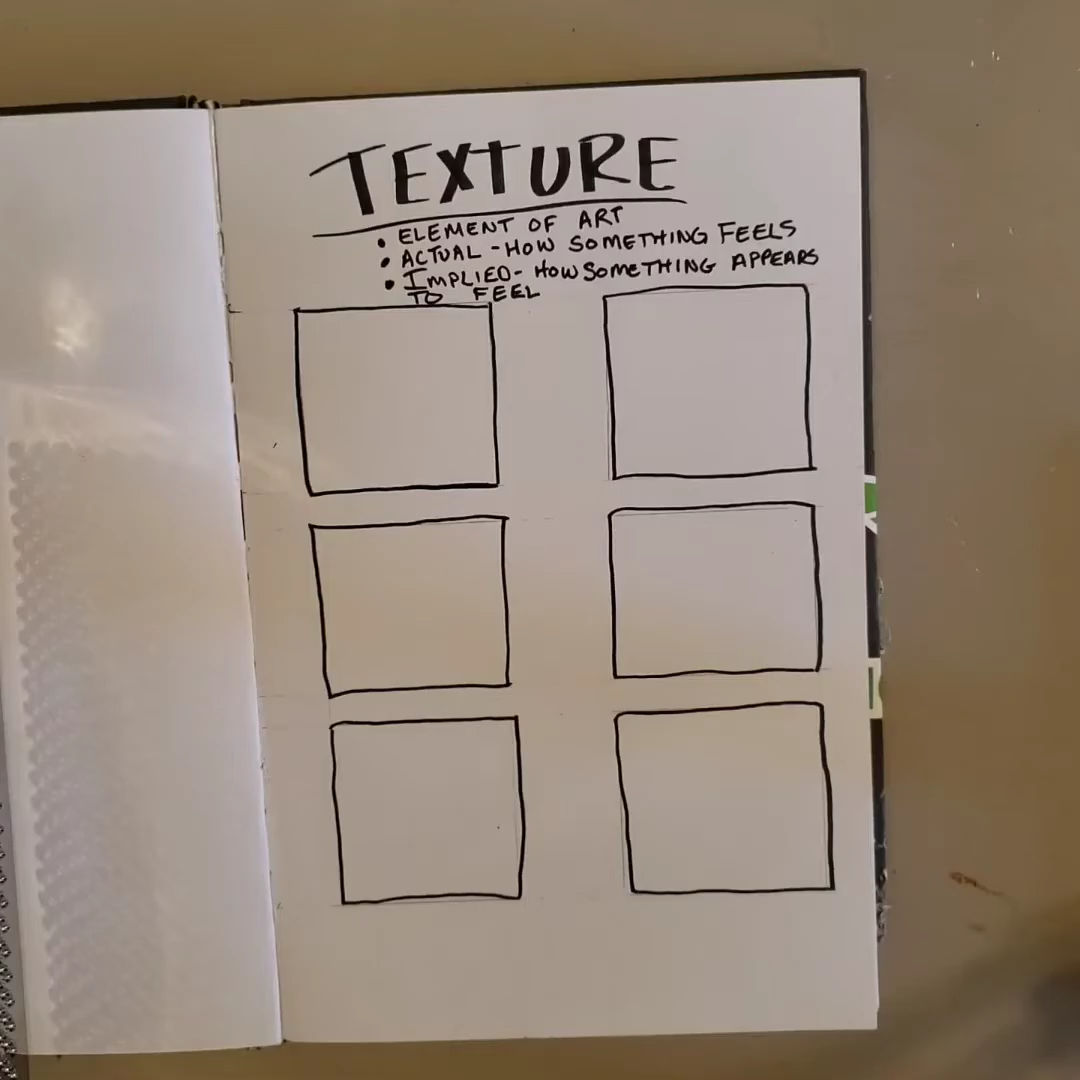 TEXTURE
• ELEMENT OF ART
• ACTUAL - HOW SOMETHING FEELS
• IMPLIED - HOW SOMETHING APPEARS
TO FEEL